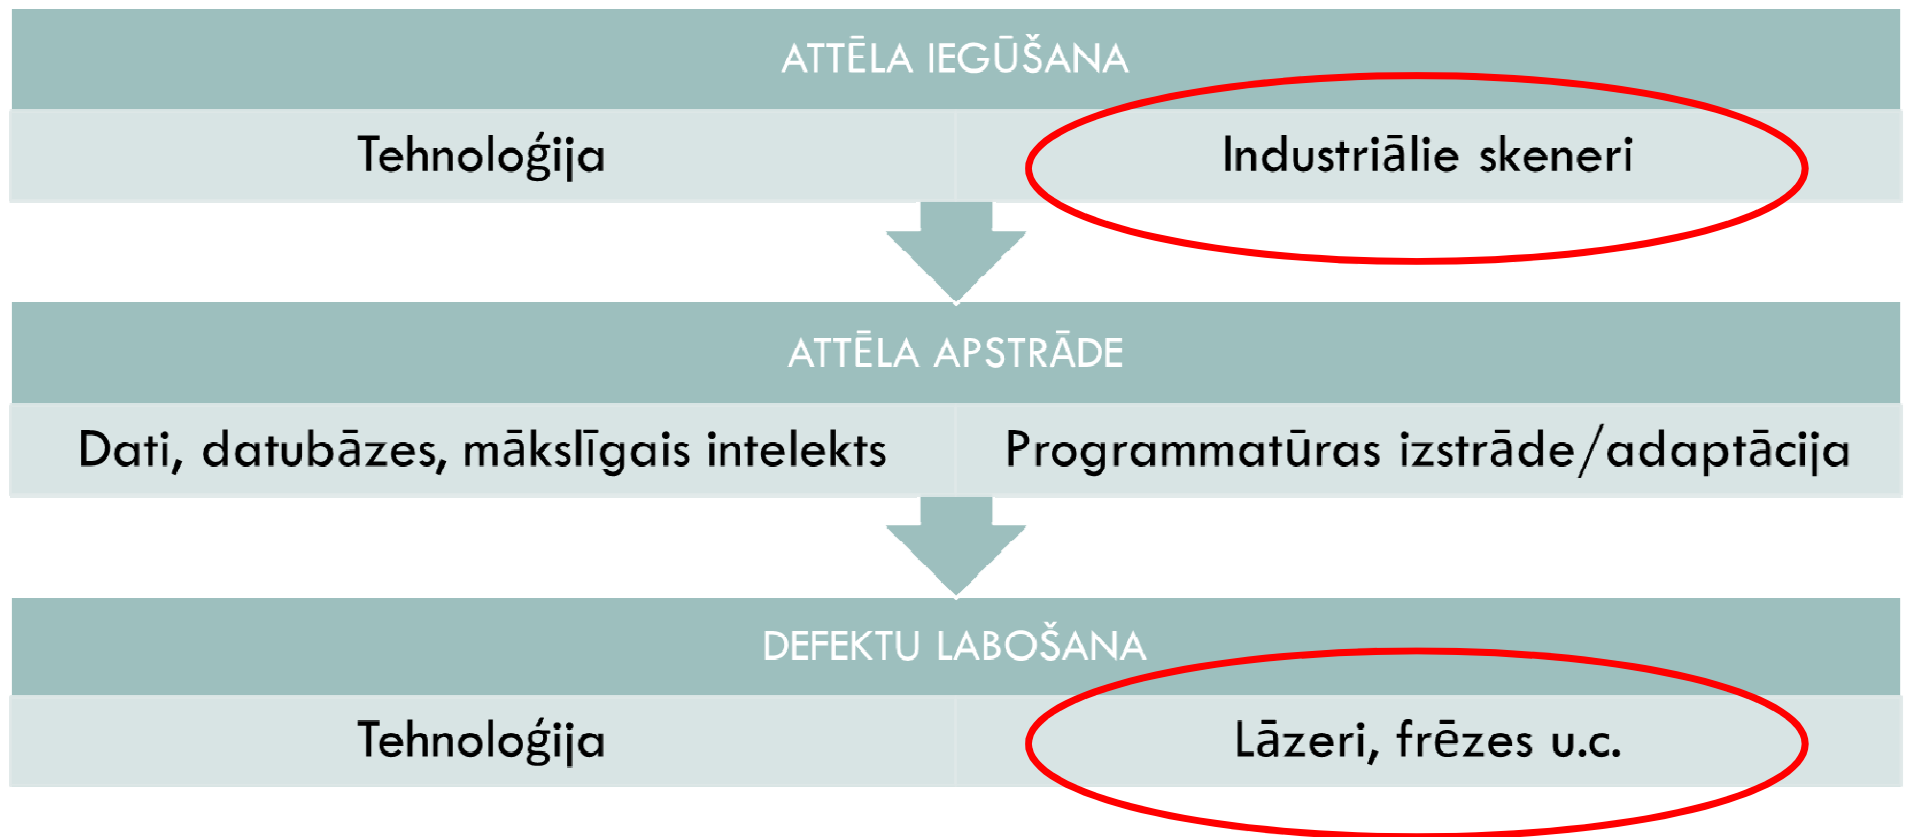 ATTĒLA IEGŪŠANA
Tehnoloģija
Industriālie skeneri
ATTĒLA APSTRĀDE
Dati, datubāzes, mākslīgais intelekts
Programmatūras izstrāde/adaptācija
DEFEKTU LABOŠANA
Tehnoloģija
Lāzeri, frēzes u.c.